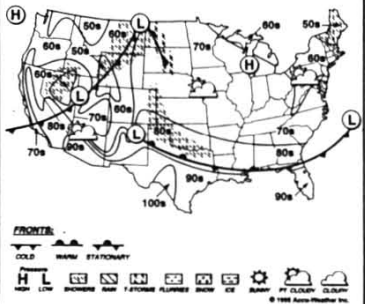 H
50s
L
60s
50s
60s
60s
50s
70s
60s
H
60s
60s
L
60s
L
80s
L
80s
70s
80s
90s
70s
90s
100s
90s
FRONTS:
COLD WARM STATIONARY
Pressure
H L
HIGH LOW SHOWERS RAIN T-STORMS FLURRIES SNOW ICE SUNNY PT. CLOUDY CLOUDY
© 1998 Accu-Weather, Inc.